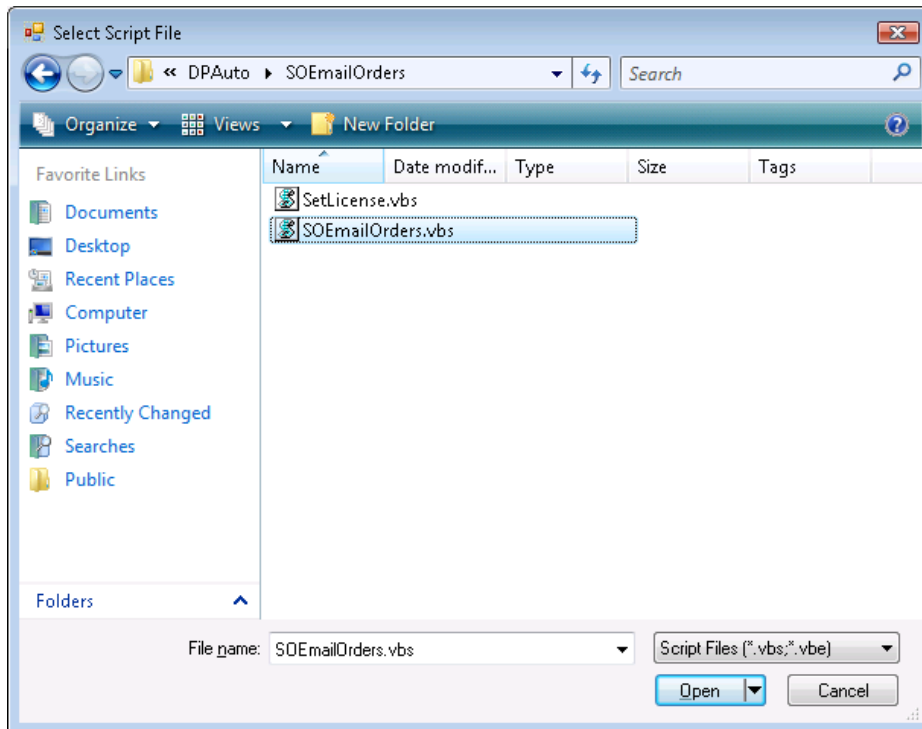 Select Script File
« DPAuto ▸ SOEmailOrders
Search
Organize Views New Folder
Favorite Links
Documents
Desktop
Recent Places
Computer
Pictures
Music
Recently Changed
Searches
Public
Folders
Name Date modif... Type Size Tags
SetLicense.vbs
SOEmailOrders.vbs
File name: SOEmailOrders.vbs Script Files (*.vbs;*.vbe)
Open Cancel